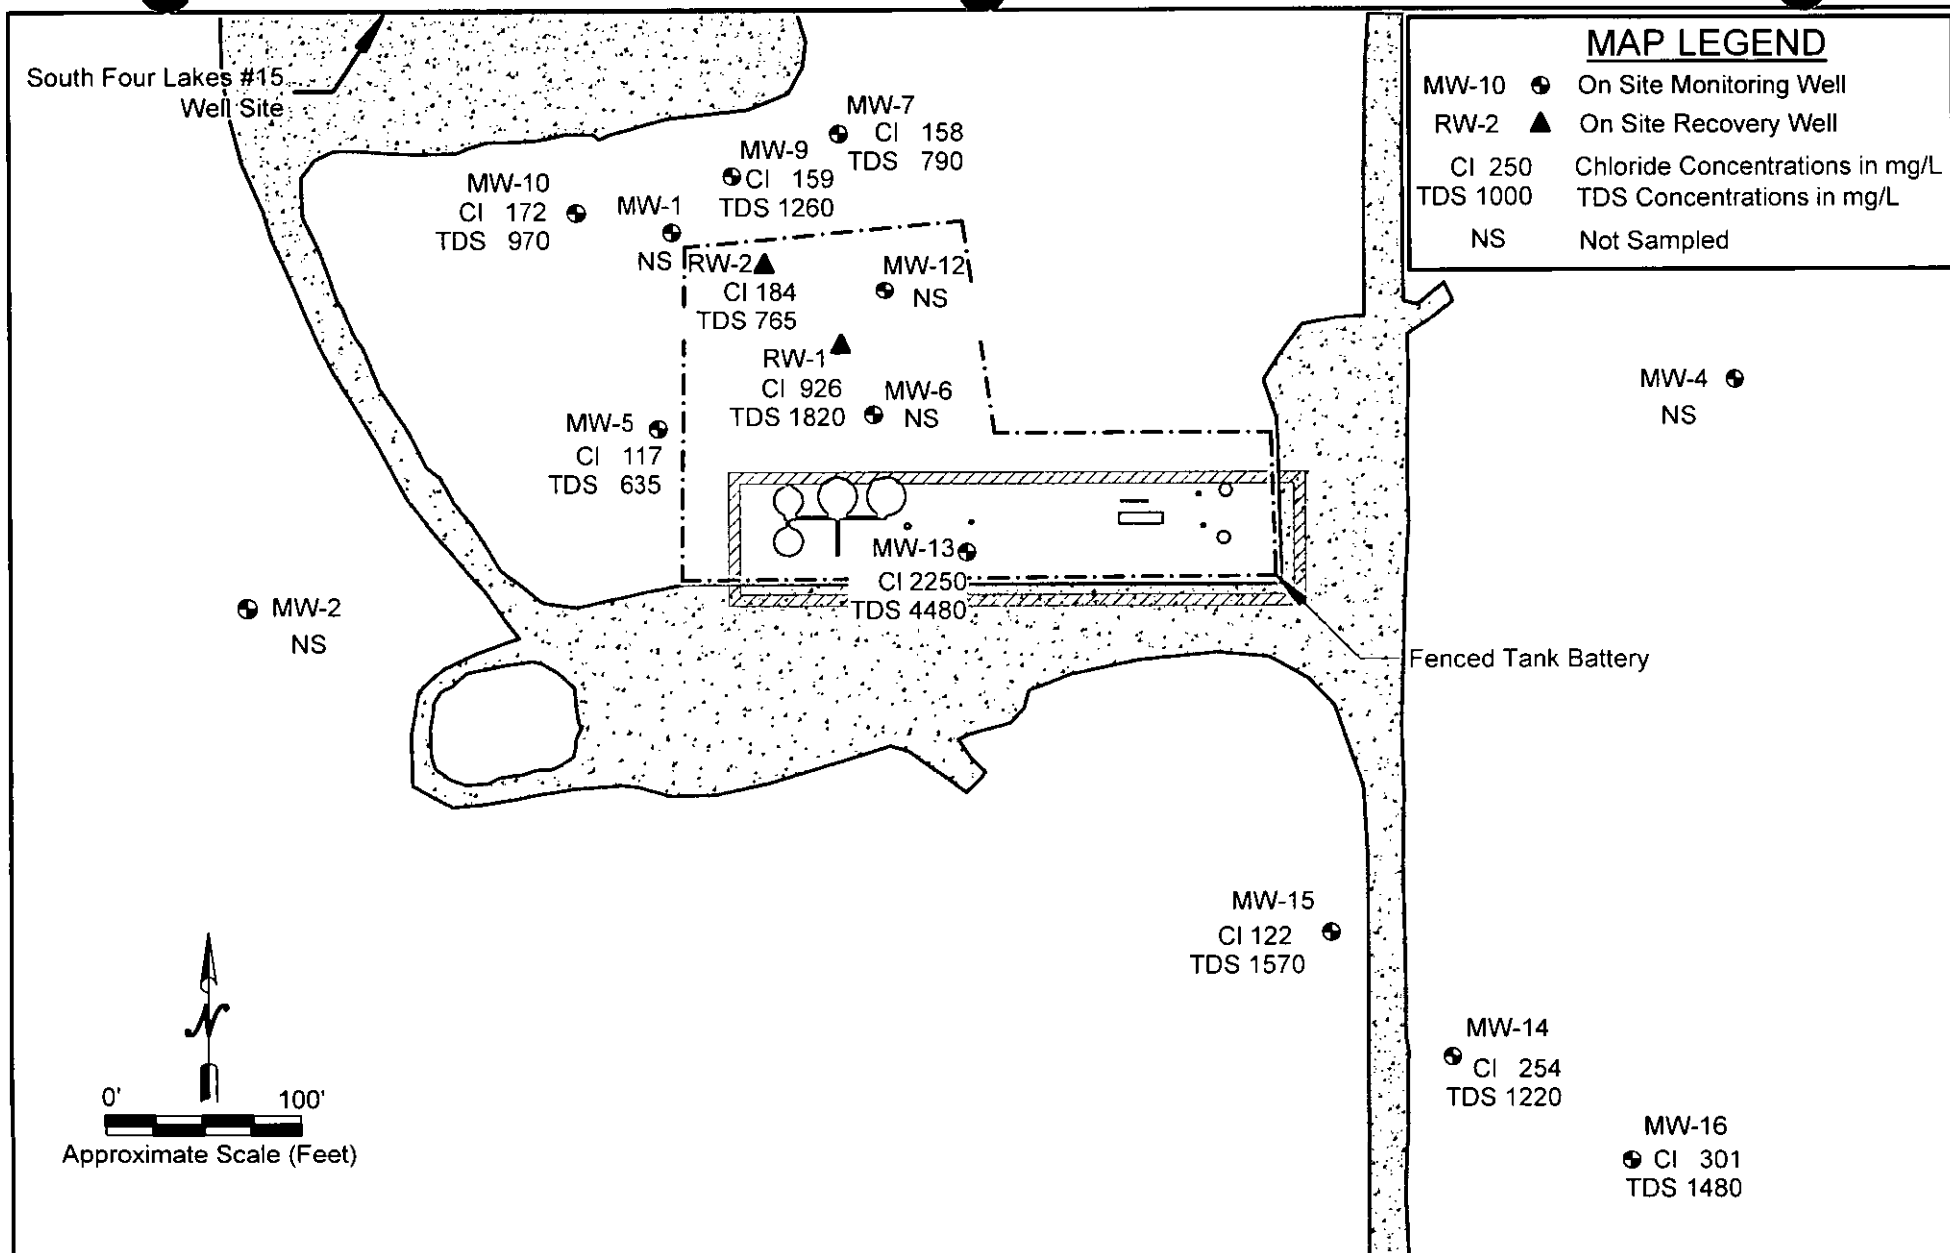 South Four Lakes #15
Well Site
MAP LEGEND
MW-10 On Site Monitoring Well
RW-2 On Site Recovery Well
Cl 250 Chloride Concentrations in mg/L
TDS 1000 TDS Concentrations in mg/L
NS Not Sampled
MW-7
Cl 158
TDS 790
MW-9
Cl 159
TDS 1260
MW-10
Cl 172
TDS 970
MW-1
NS
RW-2
Cl 184
TDS 765
MW-12
NS
RW-1
Cl 926
TDS 1820
MW-6
NS
MW-4
NS
MW-5
Cl 117
TDS 635
MW-13
Cl 2250
TDS 4480
MW-2
NS
Fenced Tank Battery
MW-15
Cl 122
TDS 1570
MW-14
Cl 254
TDS 1220
MW-16
Cl 301
TDS 1480
N
0' 100'
Approximate Scale (Feet)